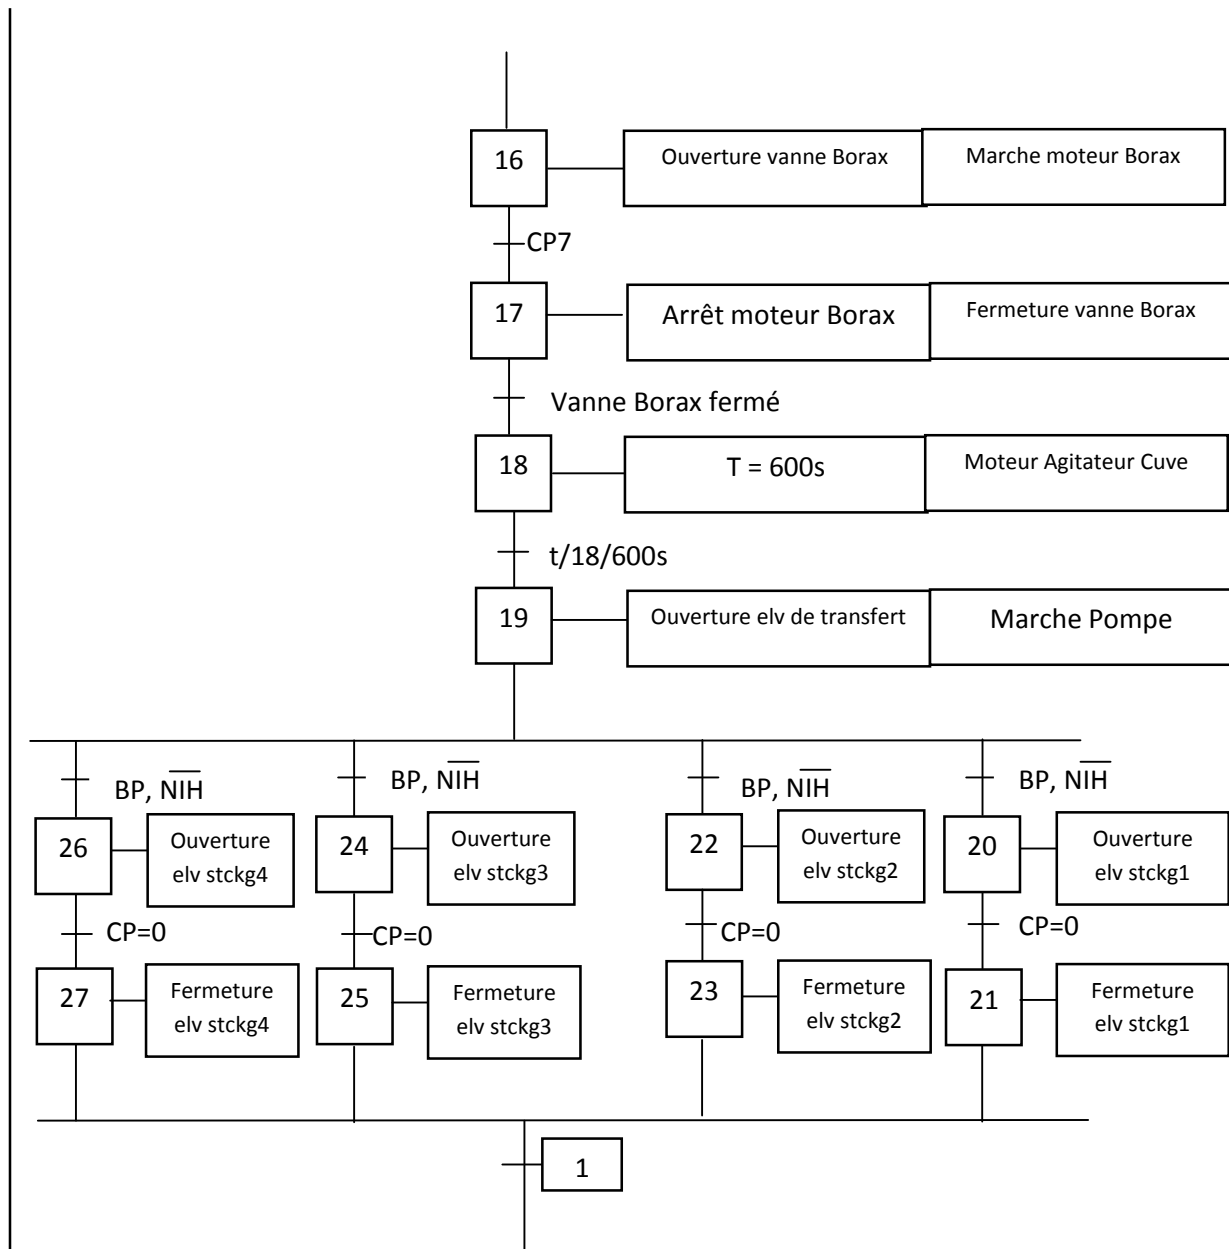 16
Ouverture vanne Borax
Marche moteur Borax
CP7
17
Arrêt moteur Borax
Fermeture vanne Borax
Vanne Borax fermé
18
T = 600s
Moteur Agitateur Cuve
t/18/600s
19
Ouverture elv de transfert
Marche Pompe
BP, N̅I̅H̅
BP, N̅I̅H̅
BP, N̅I̅H̅
BP, N̅I̅H̅
26
Ouverture
elv stckg4
24
Ouverture
elv stckg3
22
Ouverture
elv stckg2
20
Ouverture
elv stckg1
CP=0
CP=0
CP=0
CP=0
27
Fermeture
elv stckg4
25
Fermeture
elv stckg3
23
Fermeture
elv stckg2
21
Fermeture
elv stckg1
1